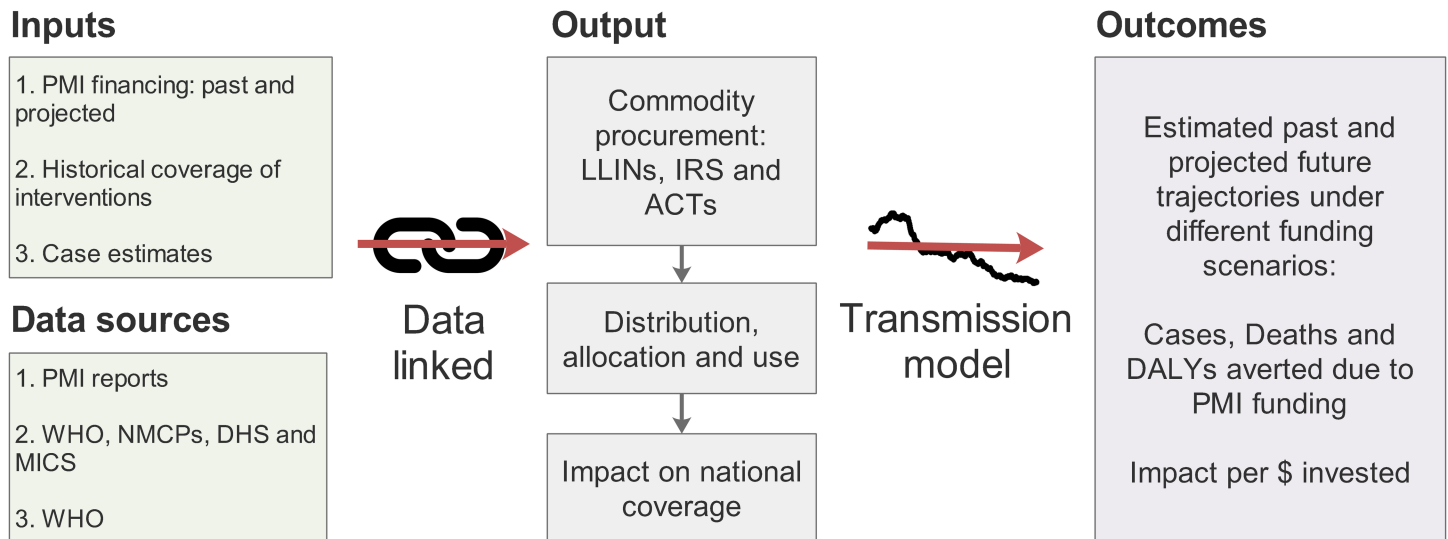 Inputs
1. PMI financing: past and
projected
2. Historical coverage of
interventions
3. Case estimates
Data sources
1. PMI reports
2. WHO, NMCPs, DHS and
MICS
3. WHO
Data
linked
Output
Commodity
procurement:
LLINs, IRS and
ACTs
Distribution,
allocation and use
Impact on national
coverage
Transmission
model
Outcomes
Estimated past and
projected future
trajectories under
different funding
scenarios:
Cases, Deaths and
DALYs averted due to
PMI funding
Impact per $ invested